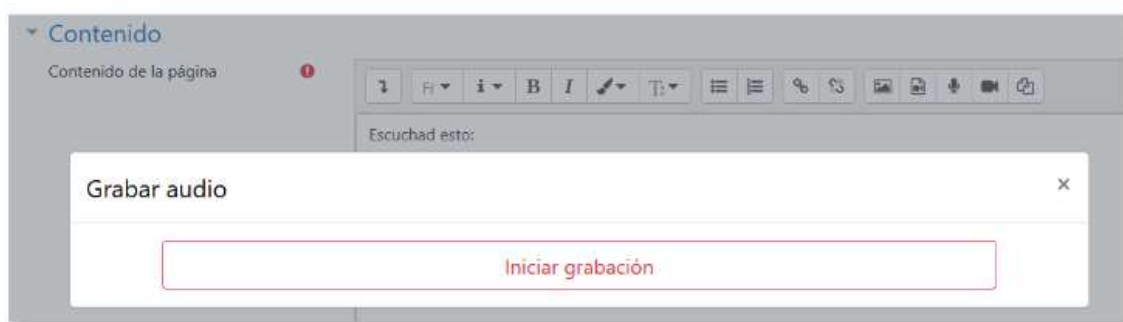 Contenido
Contenido de la página
B I
Escuchad esto:
Grabar audio
Iniciar grabación